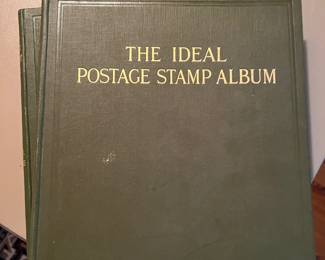 THE IDEAL
POSTAGE STAMP ALBUM